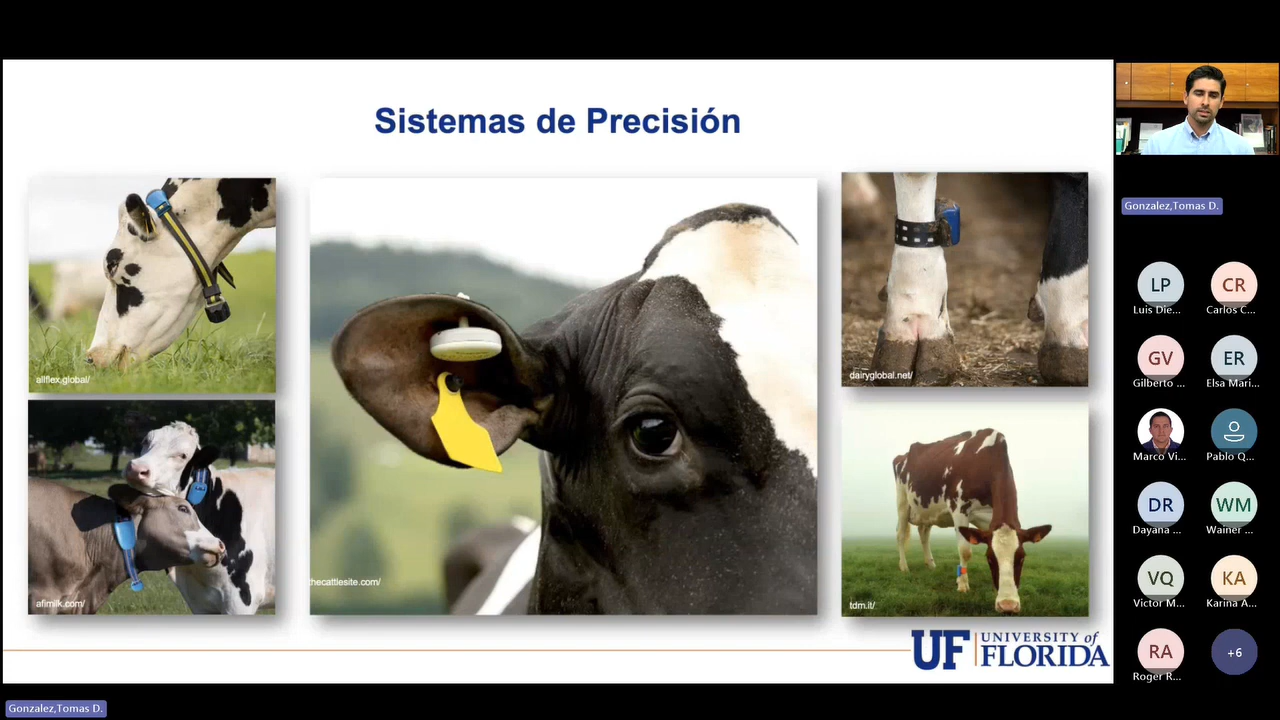 Sistemas de Precisión
allflex.global/
afimilk.com/
thecattlesite.com/
dairyglobal.net/
tdm.it/
UF UNIVERSITY of FLORIDA
Gonzalez,Tomas D.
Gonzalez,Tomas D.
LP
Luis Die...
CR
Carlos C...
GV
Gilberto ...
ER
Elsa Mari...
Marco Vi...
Pablo Q...
DR
Dayana ...
WM
Wainer ...
VQ
Victor M...
KA
Karina A...
RA
Roger R...
+6